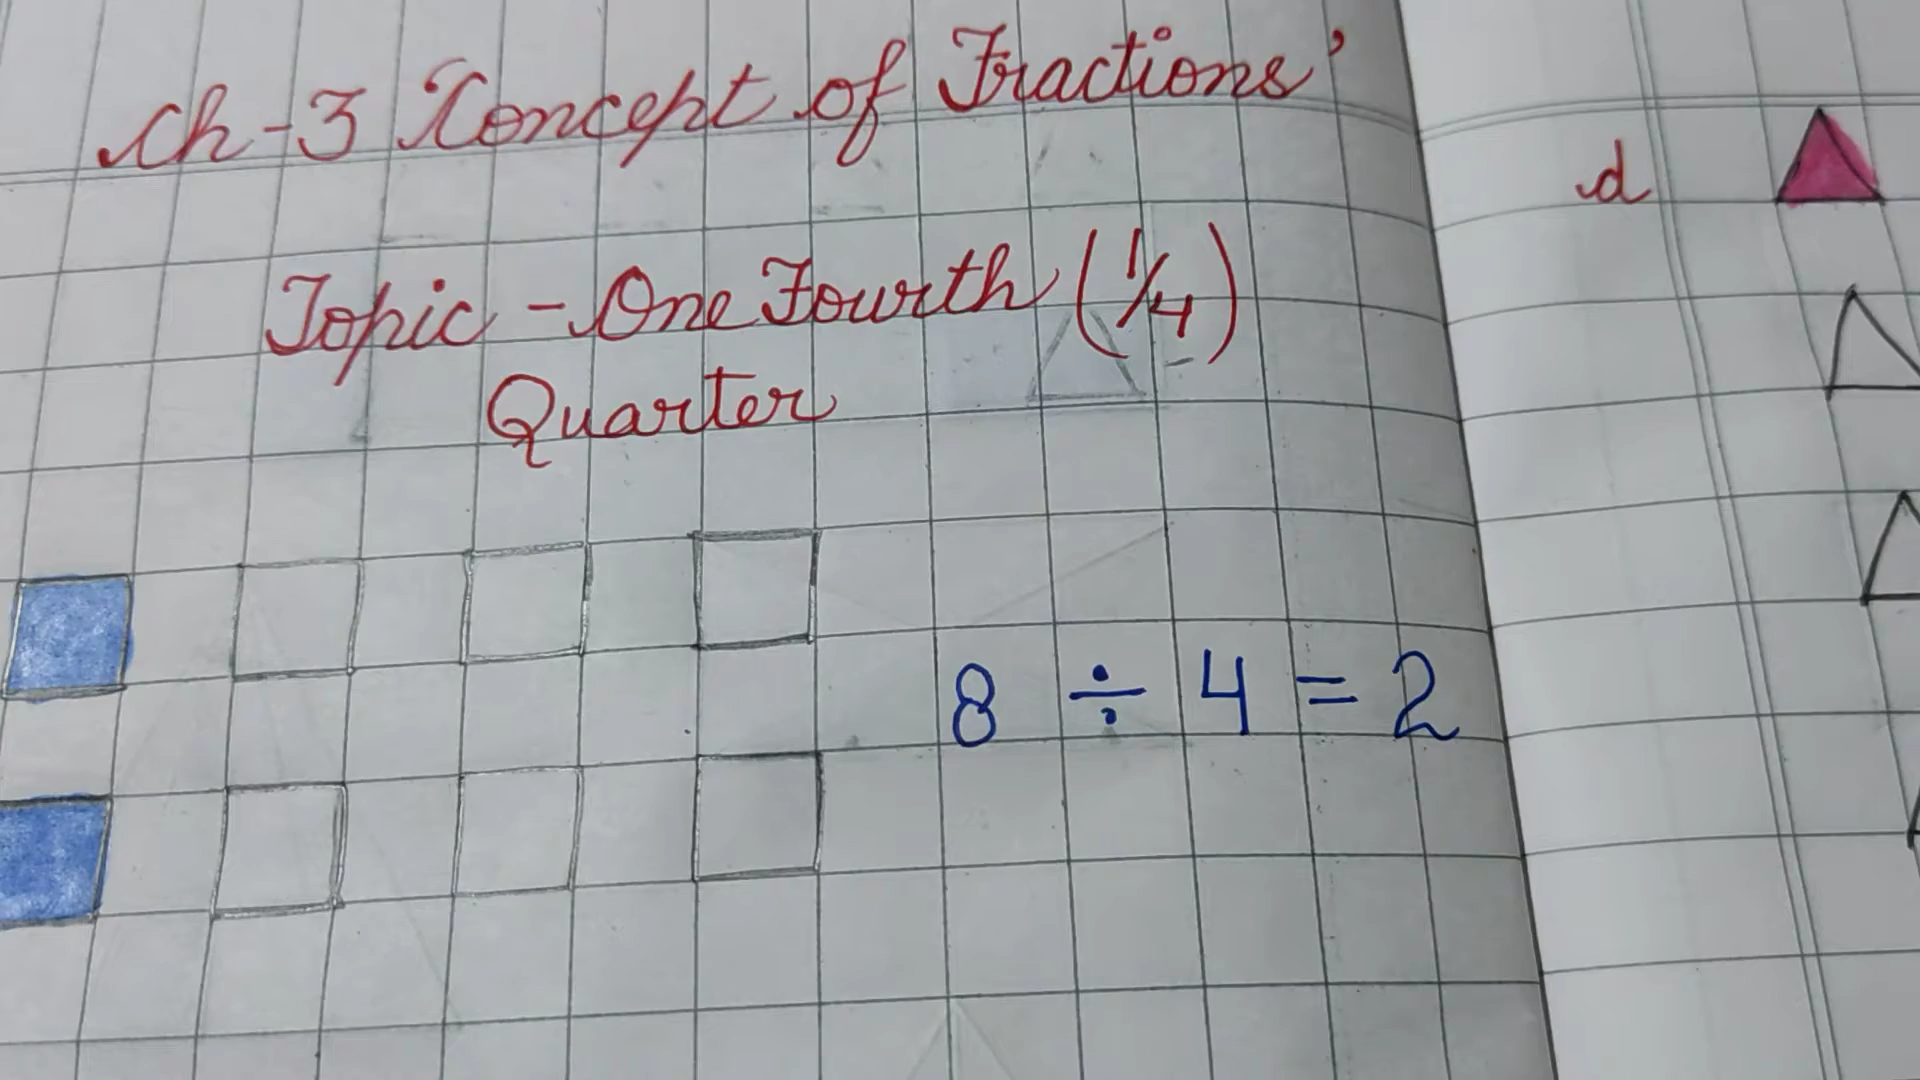 Ch-3 Concept of Fractions'
Topic - One Fourth (1/4)
Quarter
8 ÷ 4 = 2
d